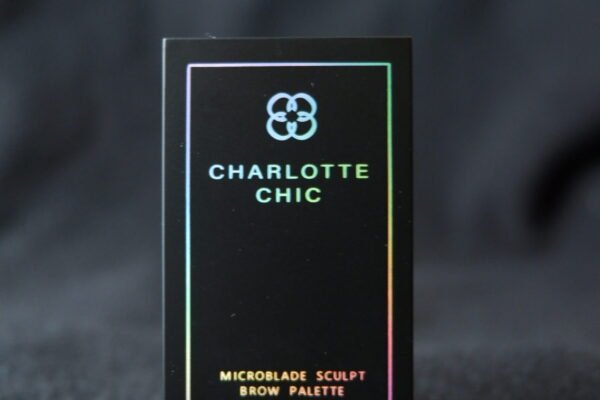 CHARLOTTE
CHIC
MICROBLADE SCULPT
BROW PALETTE